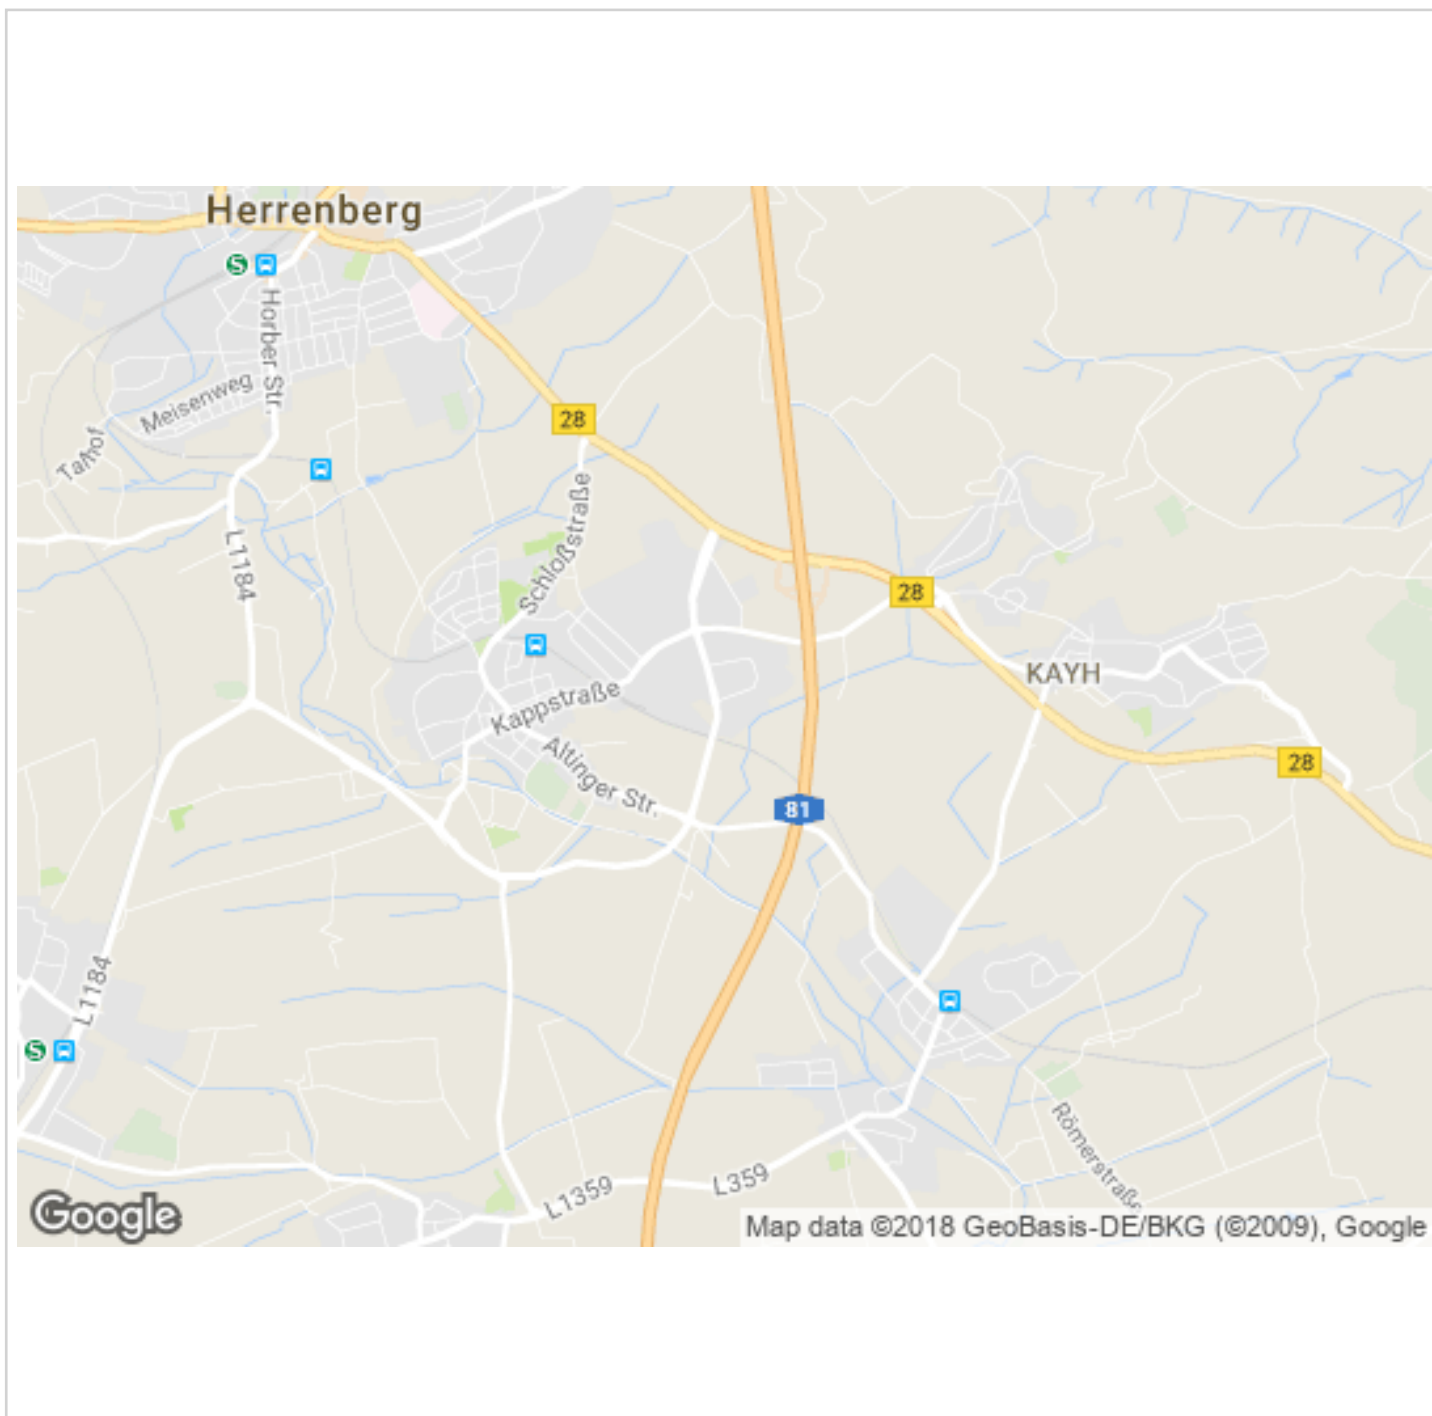 Herrenberg
S
Horber Str.
Meisenweg
28
Schloßstraße
L1184
28
KAYH
Kappstraße
Altinger Str.
28
81
L1184
S
Römerstraße
L1359
L359
Google
Map data ©2018 GeoBasis-DE/BKG (©2009), Google